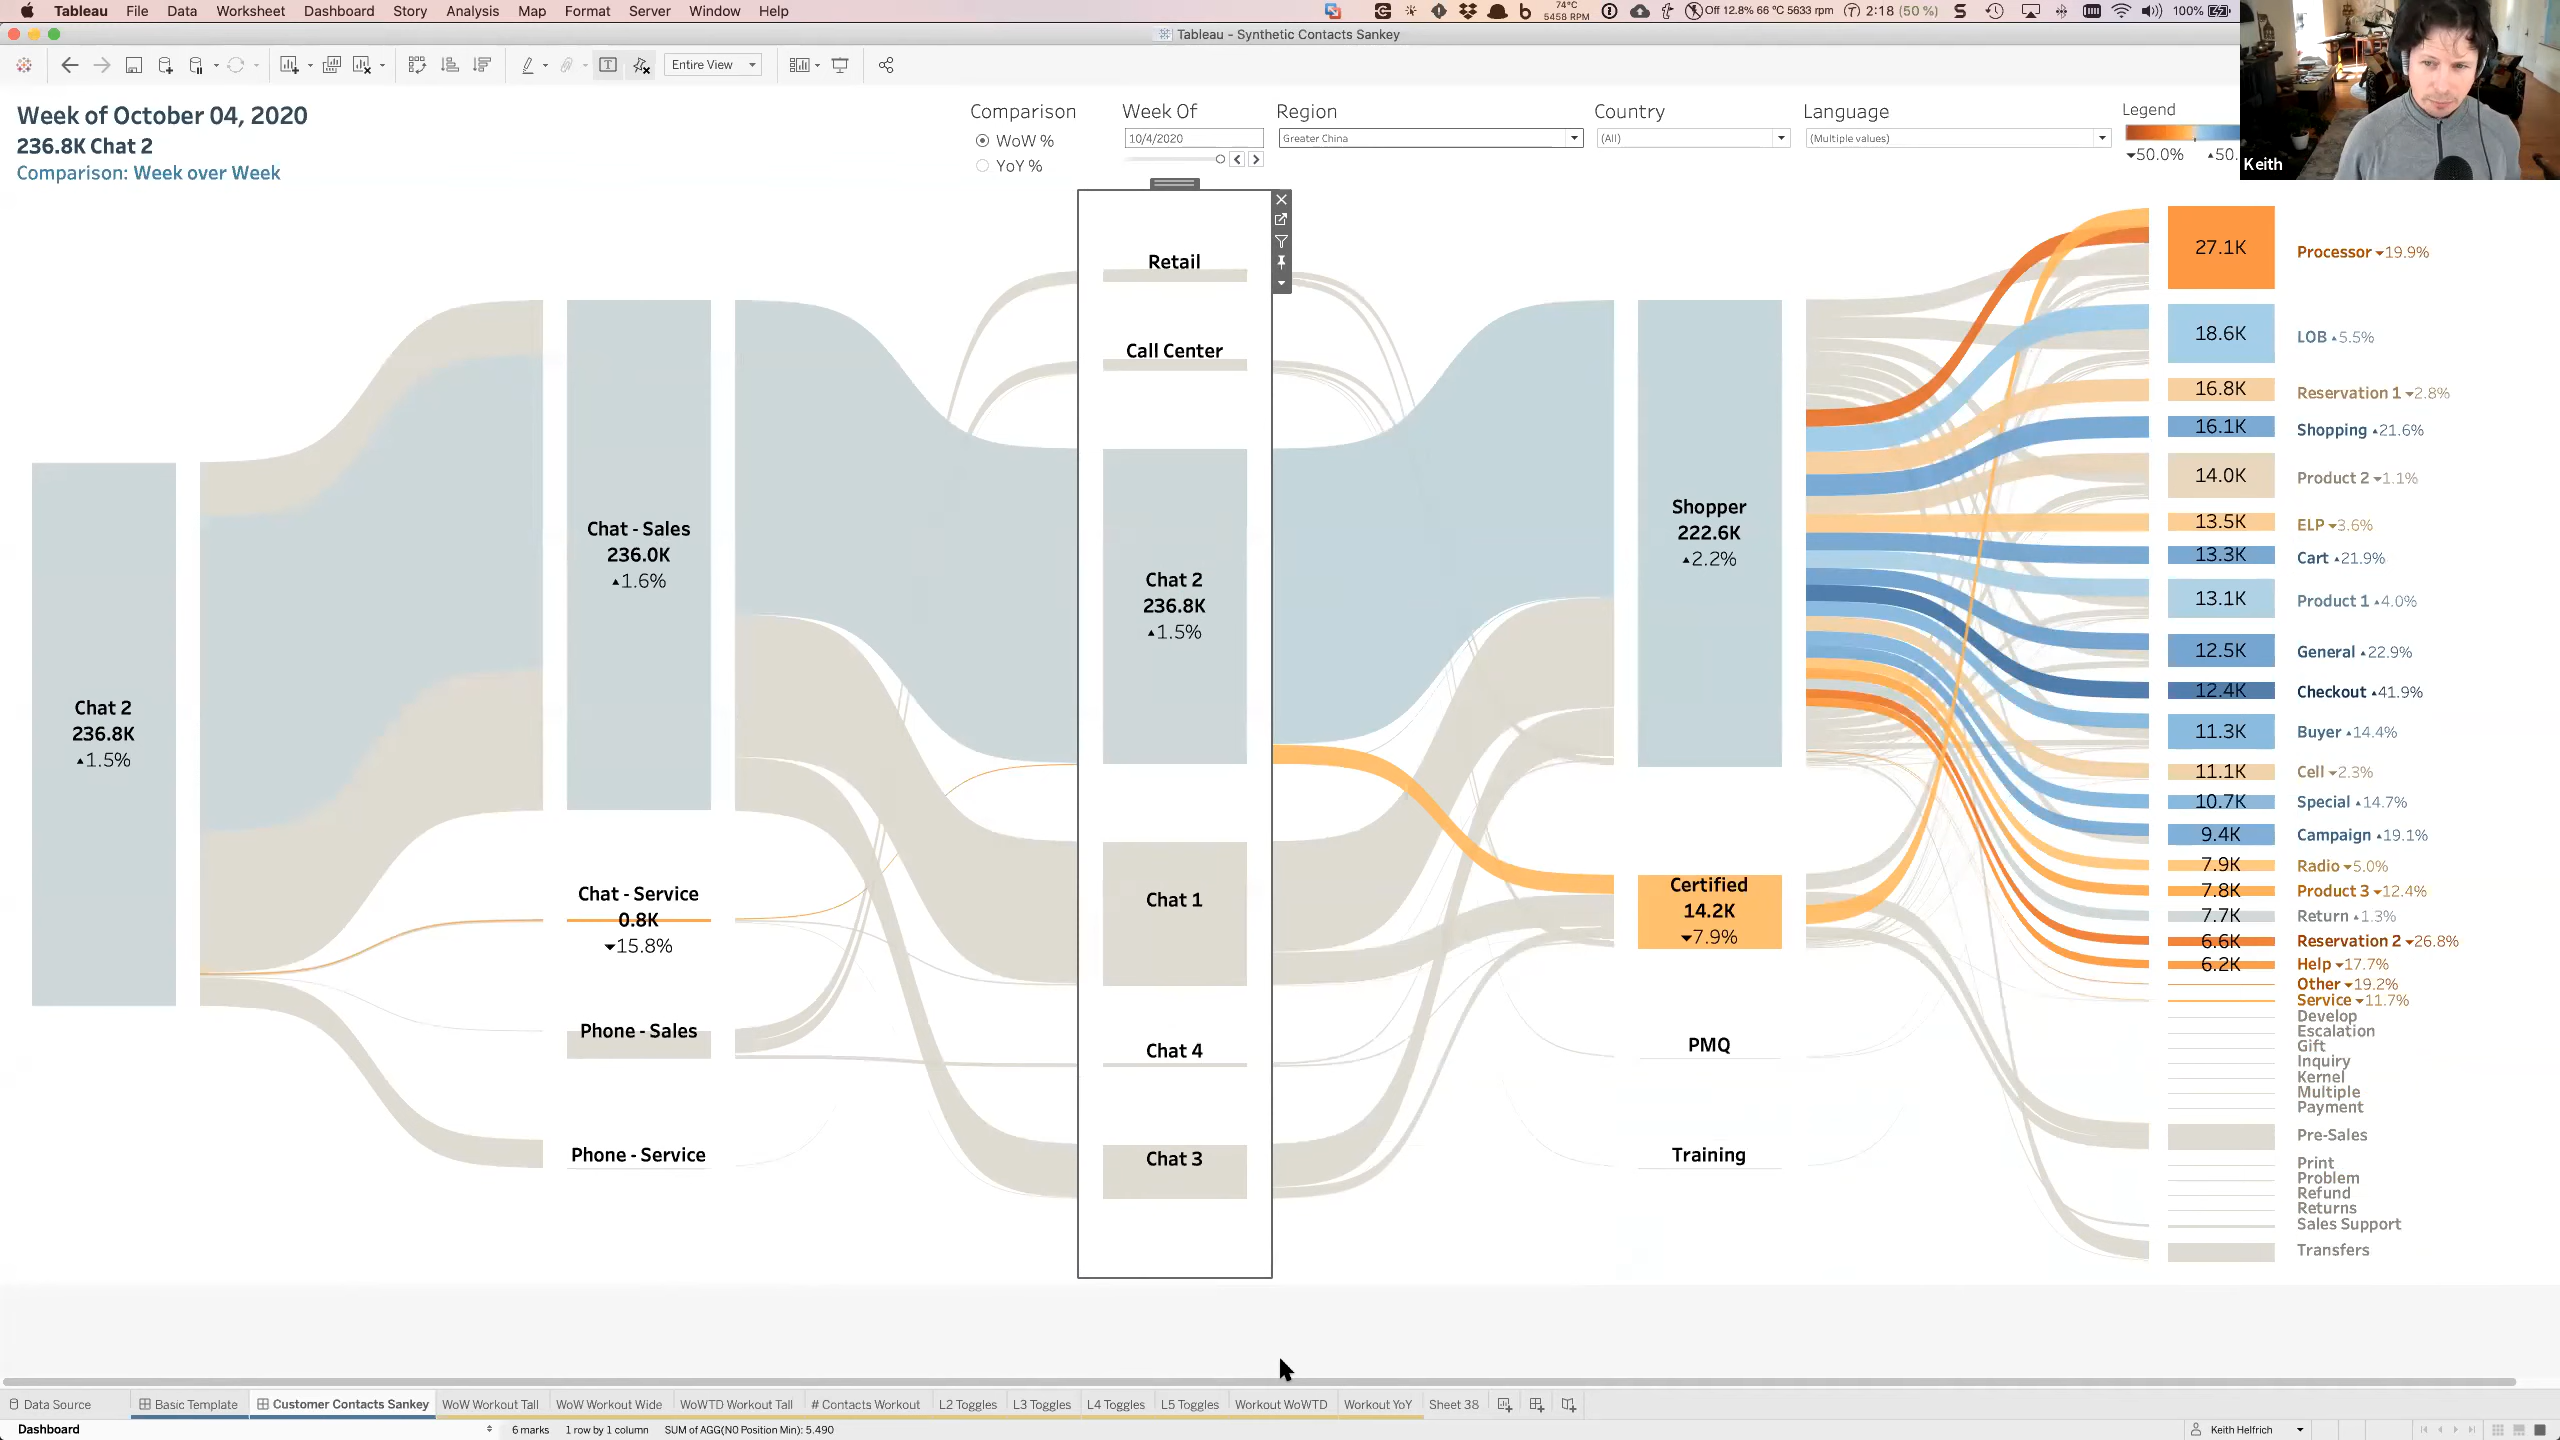 Tableau File Data Worksheet Dashboard Story Analysis Map Format Server Window Help
74°C
5458 RPM
Off 12.8% 66 °C 5633 rpm
2:18 (50 %)
100%
Tableau - Synthetic Contacts Sankey
Entire View
Week of October 04, 2020
236.8K Chat 2
Comparison: Week over Week
Comparison
WoW %
YoY %
Week Of
10/4/2020
Region
Greater China
Country
(All)
Language
(Multiple values)
Legend
▾50.0% ▴50.
Keith
Chat 2
236.8K
▴1.5%
Chat - Sales
236.0K
▴1.6%
Chat - Service
0.8K
▾15.8%
Phone - Sales
Phone - Service
Retail
Call Center
Chat 2
236.8K
▴1.5%
Chat 1
Chat 4
Chat 3
Shopper
222.6K
▴2.2%
Certified
14.2K
▾7.9%
PMQ
Training
27.1K Processor ▾19.9%
18.6K LOB ▴5.5%
16.8K Reservation 1 ▾2.8%
16.1K Shopping ▴21.6%
14.0K Product 2 ▾1.1%
13.5K ELP ▾3.6%
13.3K Cart ▴21.9%
13.1K Product 1 ▴4.0%
12.5K General ▴22.9%
12.4K Checkout ▴41.9%
11.3K Buyer ▴14.4%
11.1K Cell ▾2.3%
10.7K Special ▴14.7%
9.4K Campaign ▴19.1%
7.9K Radio ▾5.0%
7.8K Product 3 ▾12.4%
7.7K Return ▴1.3%
6.6K Reservation 2 ▾26.8%
6.2K Help ▾17.7%
Other ▾19.2%
Service ▾11.7%
Develop
Escalation
Gift
Inquiry
Kernel
Multiple
Payment
Pre-Sales
Print
Problem
Refund
Returns
Sales Support
Transfers
Data Source Basic Template Customer Contacts Sankey WoW Workout Tall WoW Workout Wide WoWTD Workout Tall # Contacts Workout L2 Toggles L3 Toggles L4 Toggles L5 Toggles Workout WoWTD Workout YoY Sheet 38
Dashboard 6 marks 1 row by 1 column SUM of AGG(N0 Position Min): 5.490 Keith Helfrich